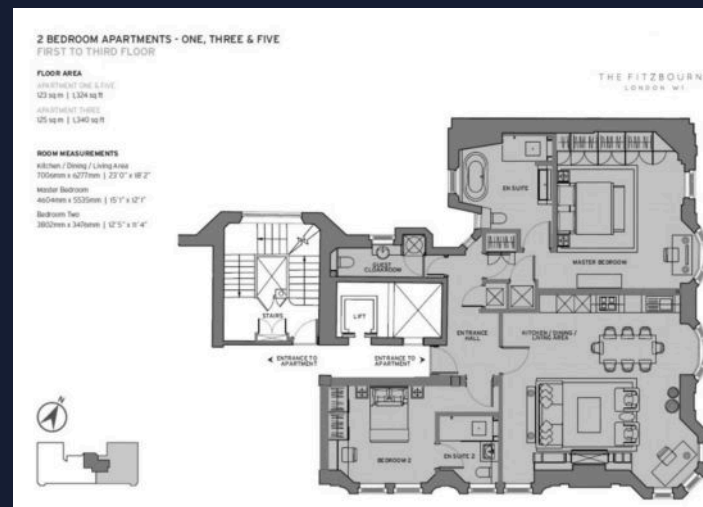 2 BEDROOM APARTMENTS - ONE, THREE & FIVE
FIRST TO THIRD FLOOR
FLOOR AREA
APARTMENT ONE & FIVE
123 sq m | 1,324 sq ft
APARTMENT THREE
125 sq m | 1,340 sq ft
ROOM MEASUREMENTS
Kitchen / Dining / Living Area
7006mm x 6277mm | 23'0" x 18'2"
Master Bedroom
4604mm x 5535mm | 15'1" x 12'1"
Bedroom Two
3802mm x 3476mm | 12'5" x 11'4"
THE FITZBOURN
LONDON W1
EN SUITE
MASTER BEDROOM
GUEST
CLOAKROOM
STAIRS
LIFT
ENTRANCE
HALL
KITCHEN / DINING /
LIVING AREA
ENTRANCE TO
APARTMENT
ENTRANCE TO
APARTMENT
BEDROOM 2
EN SUITE 2
N